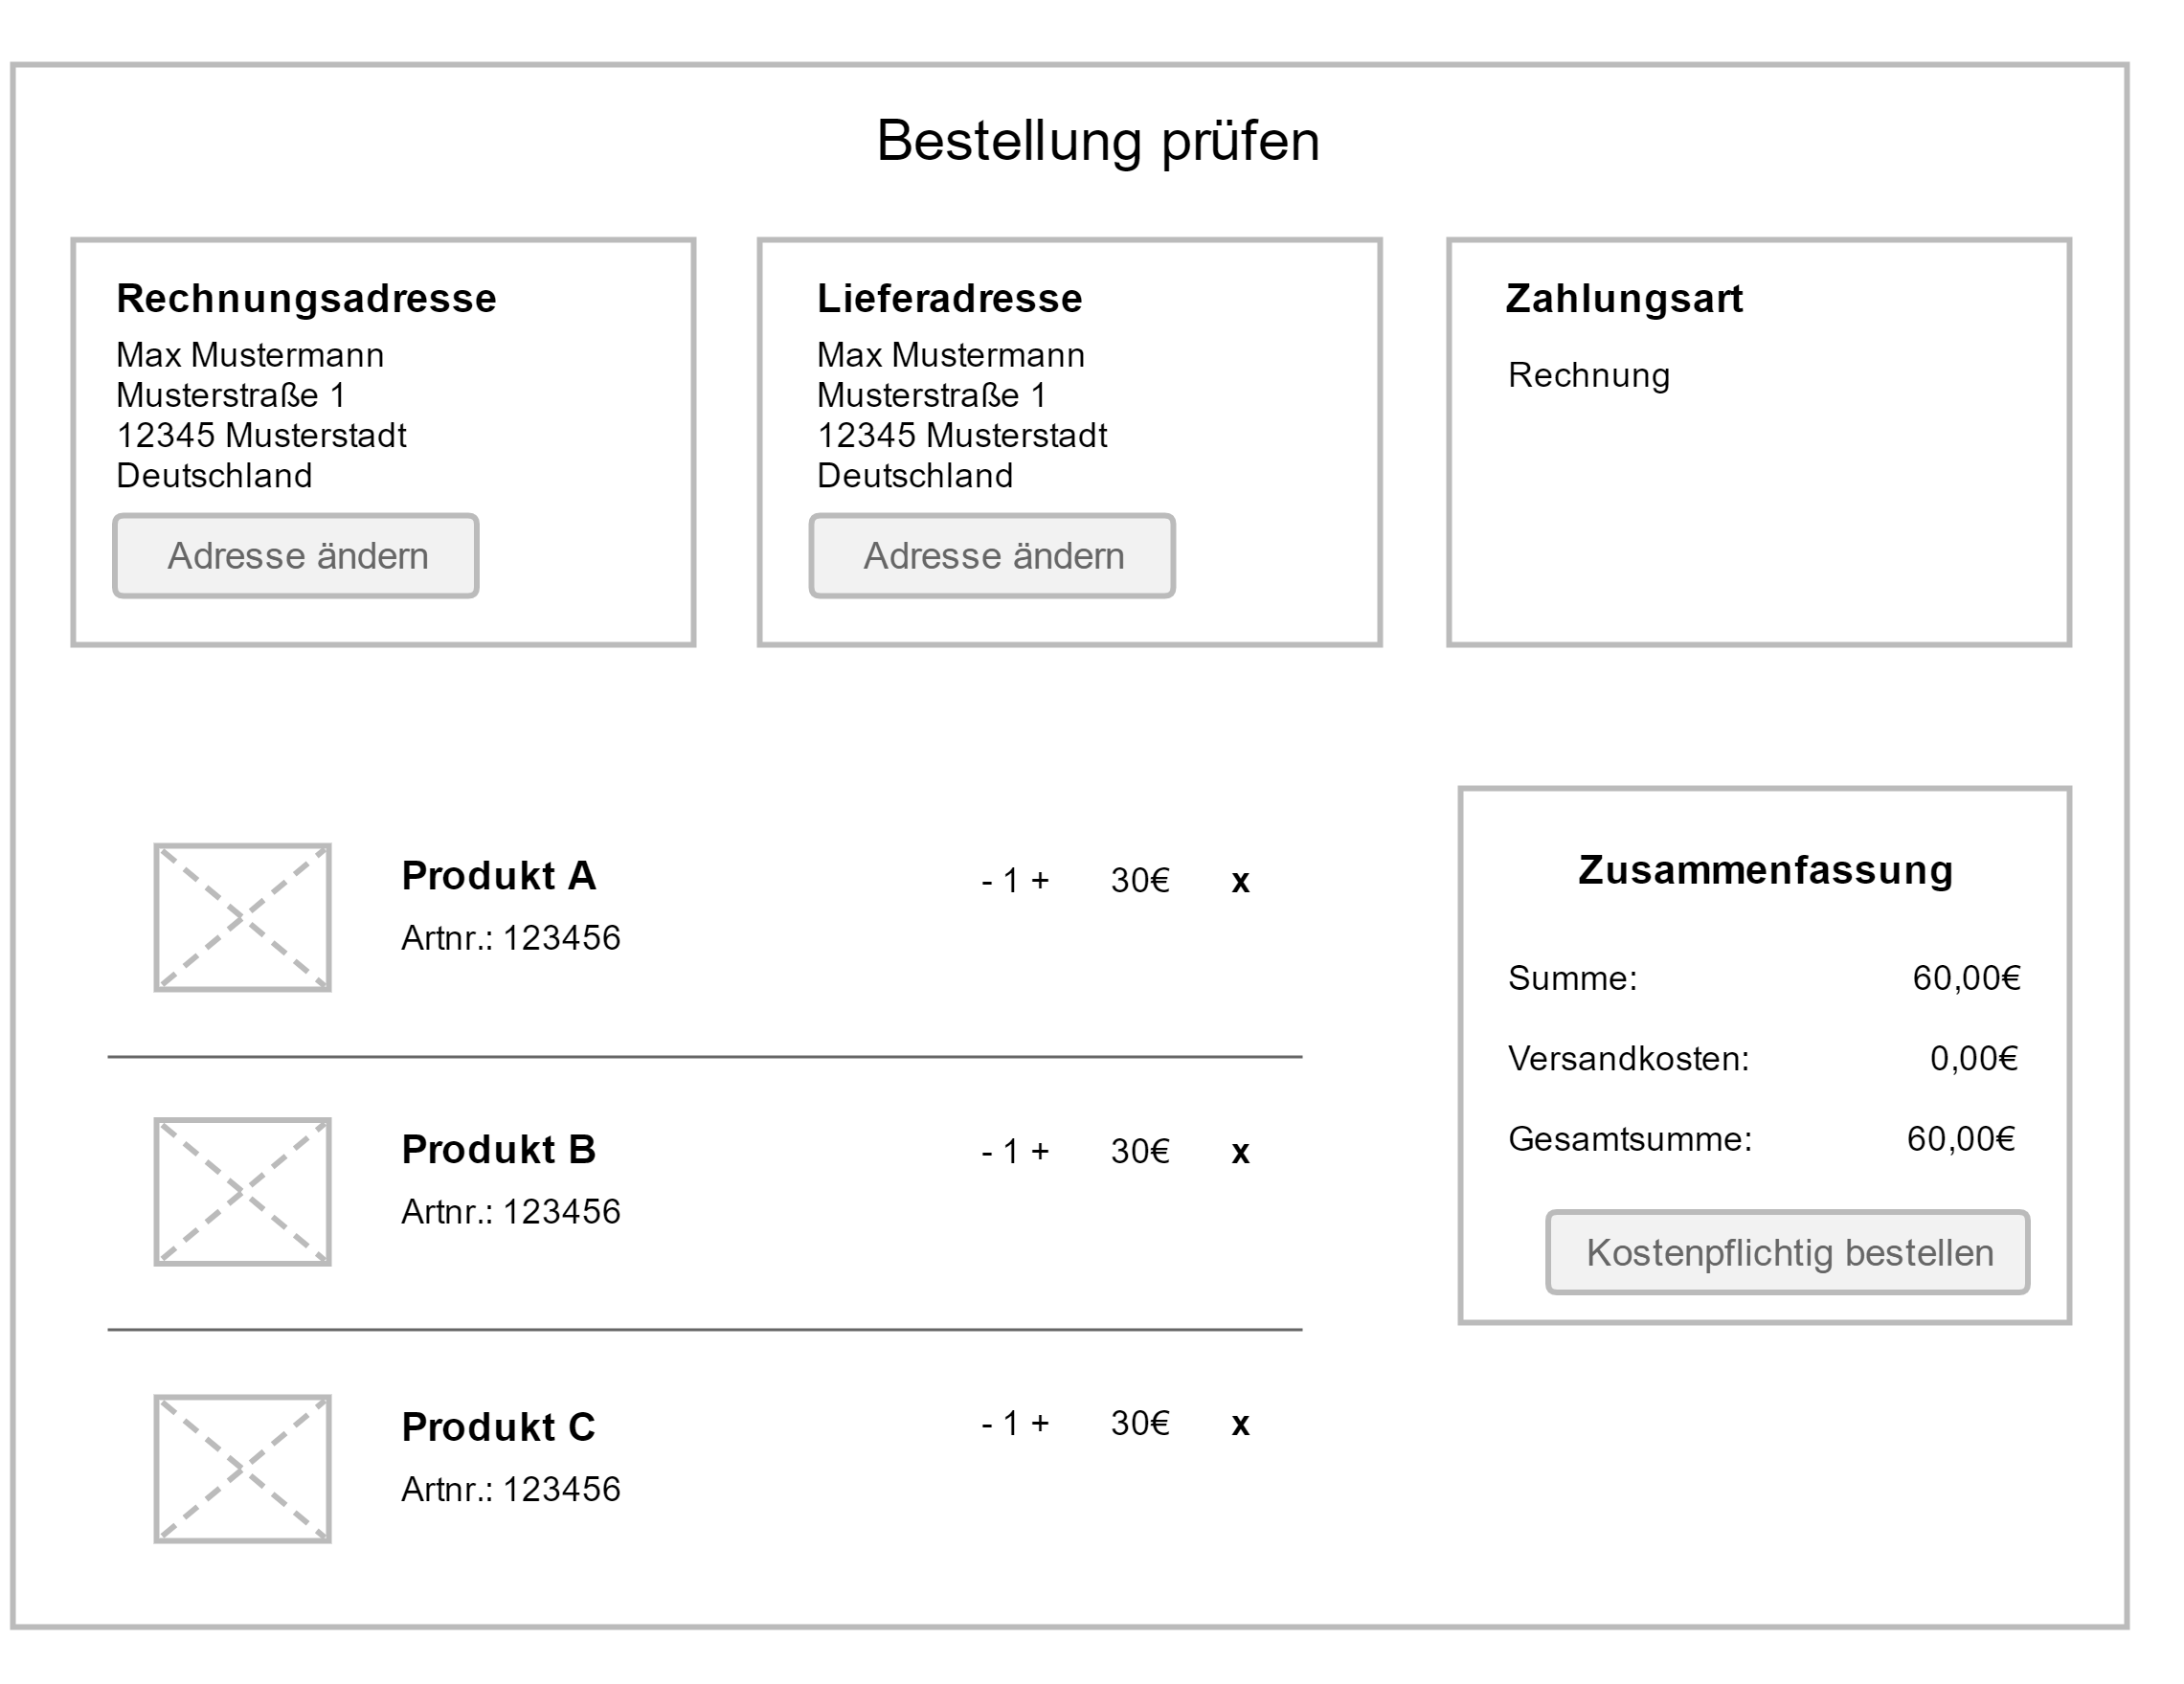 Bestellung prüfen
Rechnungsadresse
Max Mustermann
Musterstraße 1
12345 Musterstadt
Deutschland
Adresse ändern
Lieferadresse
Max Mustermann
Musterstraße 1
12345 Musterstadt
Deutschland
Adresse ändern
Zahlungsart
Rechnung
Produkt A - 1 + 30€ x
Artnr.: 123456
Produkt B - 1 + 30€ x
Artnr.: 123456
Produkt C - 1 + 30€ x
Artnr.: 123456
Zusammenfassung
Summe: 60,00€
Versandkosten: 0,00€
Gesamtsumme: 60,00€
Kostenpflichtig bestellen